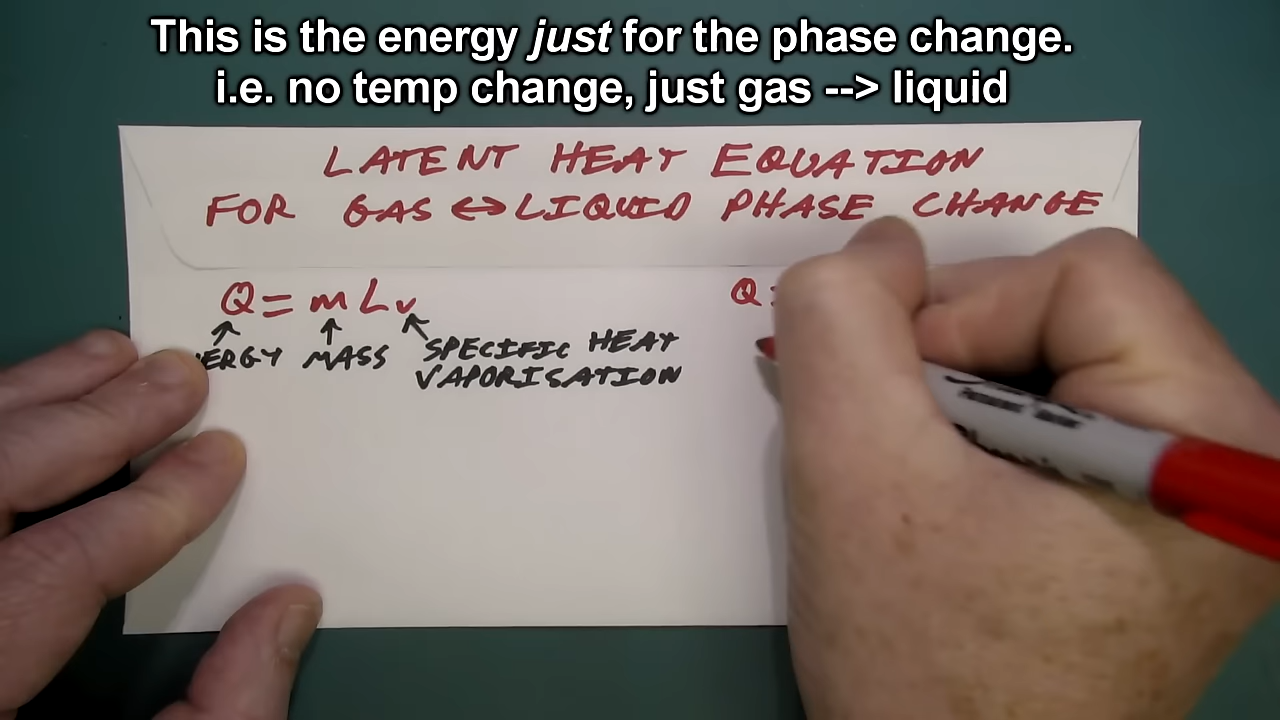 This is the energy just for the phase change.
i.e. no temp change, just gas --> liquid
LATENT HEAT EQUATION
FOR GAS ↔ LIQUID PHASE CHANGE
Q = m Lv
Q =
NERGY MASS SPECIFIC HEAT
VAPORISATION